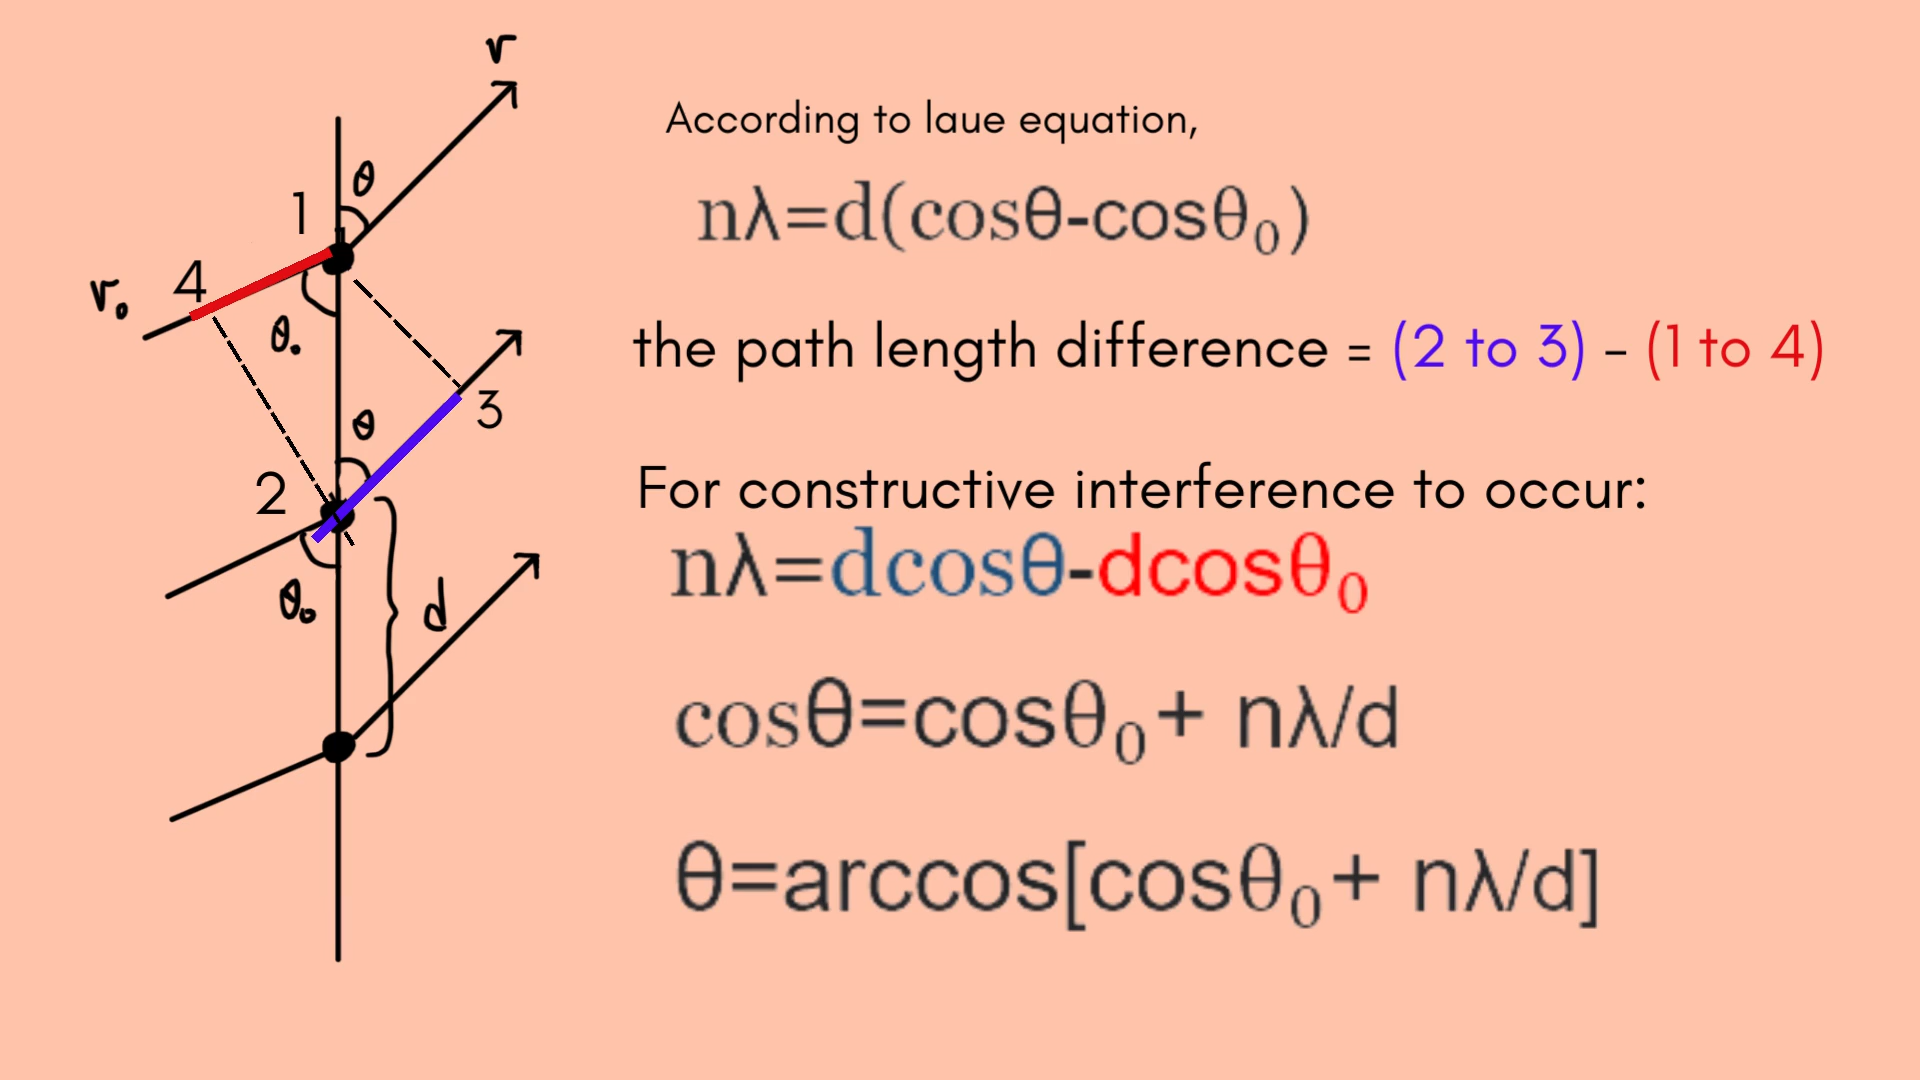 r
According to laue equation,
θ
1
nλ=d(cosθ-cosθ₀)
4
r₀
θ₀
the path length difference = (2 to 3) - (1 to 4)
3
θ
2
For constructive interference to occur:
nλ=dcosθ-dcosθ₀
θ₀
d
cosθ=cosθ₀+ nλ/d
θ=arccos[cosθ₀+ nλ/d]